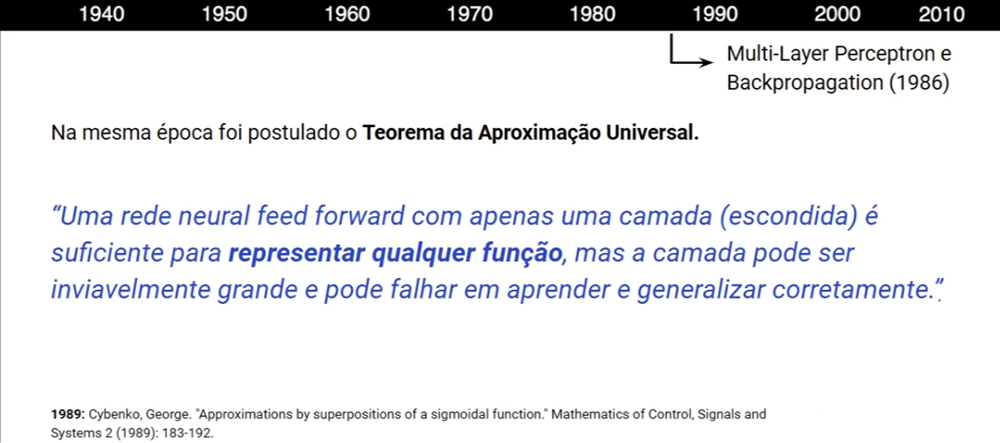 1940 1950 1960 1970 1980 1990 2000 2010
Multi-Layer Perceptron e
Backpropagation (1986)
Na mesma época foi postulado o Teorema da Aproximação Universal.
“Uma rede neural feed forward com apenas uma camada (escondida) é
suficiente para representar qualquer função, mas a camada pode ser
inviavelmente grande e pode falhar em aprender e generalizar corretamente.”
1989: Cybenko, George. "Approximations by superpositions of a sigmoidal function." Mathematics of Control, Signals and
Systems 2 (1989): 183-192.